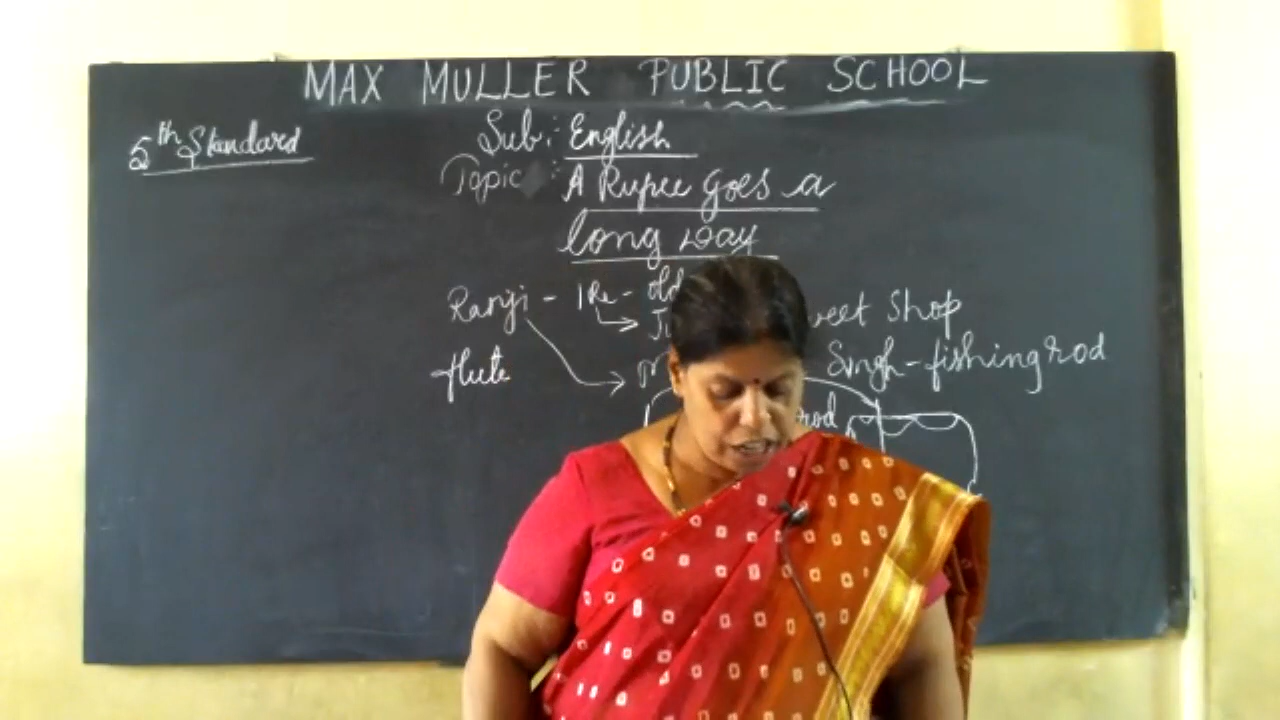 MAX MULLER PUBLIC SCHOOL
5th Standard
Sub: English
Topic: A Rupee Goes a
long way
Ranji - 1Re - old
Shop
flute Singh - fishing rod
rod